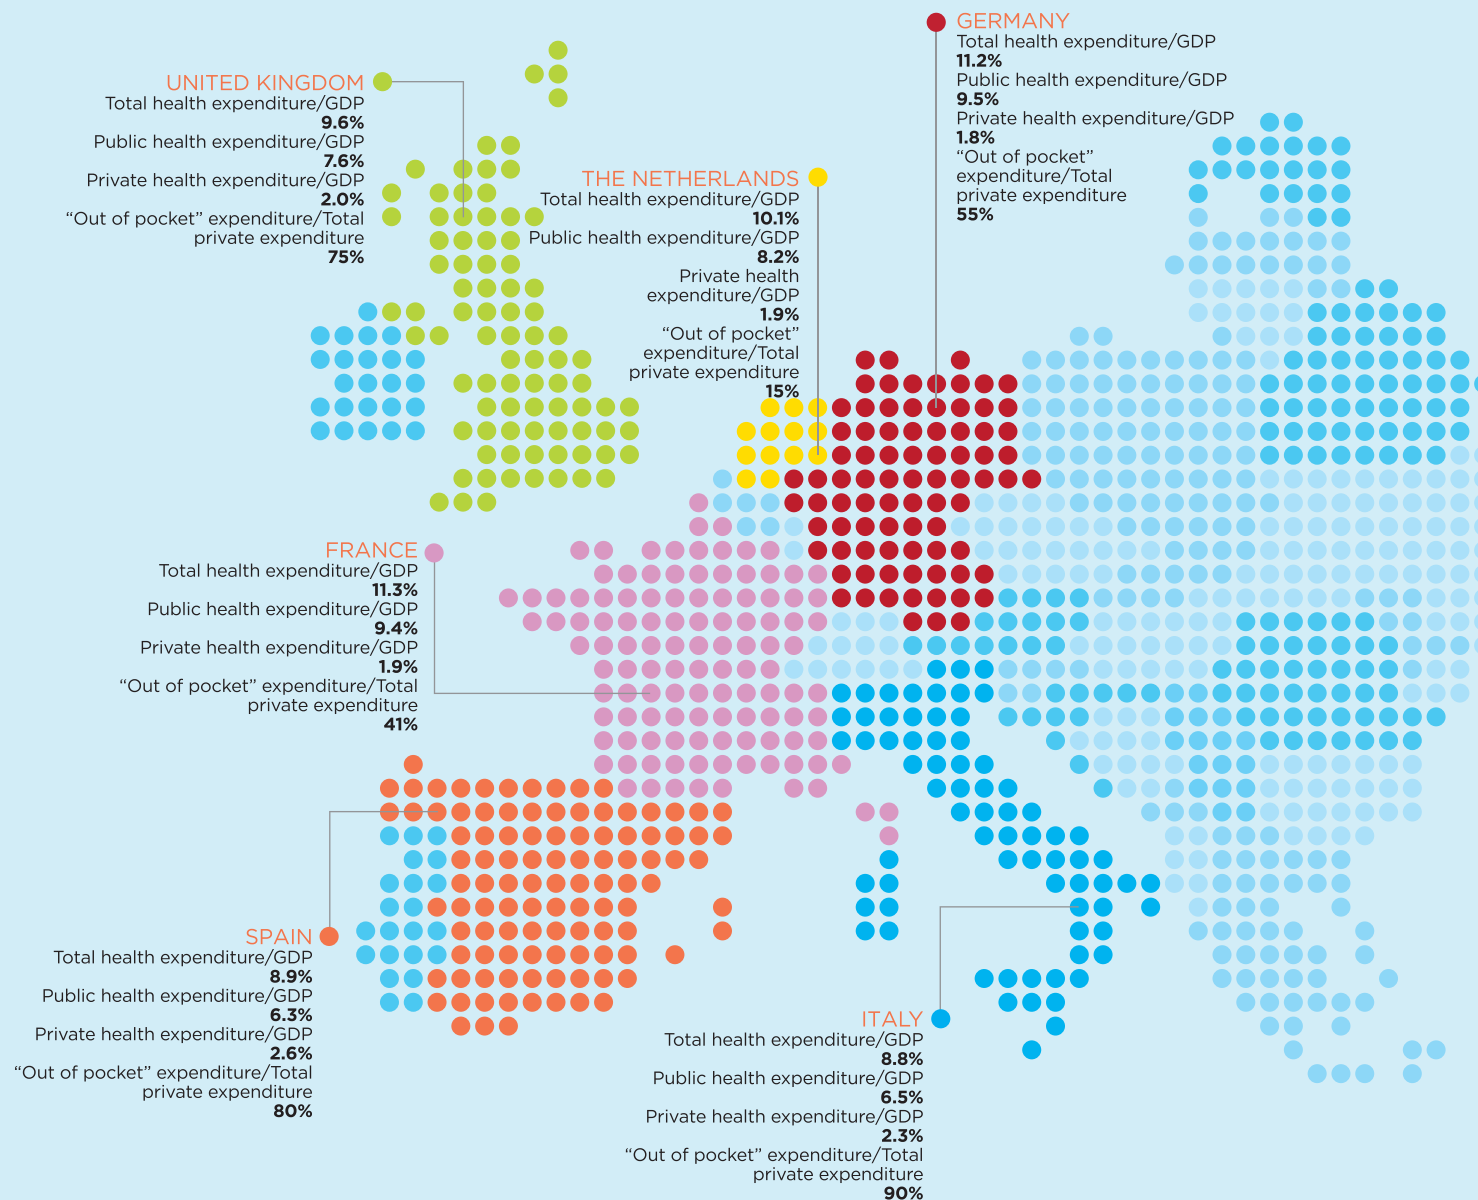 GERMANY
Total health expenditure/GDP
11.2%
Public health expenditure/GDP
9.5%
Private health expenditure/GDP
1.8%
“Out of pocket”
expenditure/Total
private expenditure
55%
UNITED KINGDOM
Total health expenditure/GDP
9.6%
Public health expenditure/GDP
7.6%
Private health expenditure/GDP
2.0%
“Out of pocket” expenditure/Total
private expenditure
75%
THE NETHERLANDS
Total health expenditure/GDP
10.1%
Public health expenditure/GDP
8.2%
Private health
expenditure/GDP
1.9%
“Out of pocket”
expenditure/Total
private expenditure
15%
FRANCE
Total health expenditure/GDP
11.3%
Public health expenditure/GDP
9.4%
Private health expenditure/GDP
1.9%
“Out of pocket” expenditure/Total
private expenditure
41%
SPAIN
Total health expenditure/GDP
8.9%
Public health expenditure/GDP
6.3%
Private health expenditure/GDP
2.6%
“Out of pocket” expenditure/Total
private expenditure
80%
ITALY
Total health expenditure/GDP
8.8%
Public health expenditure/GDP
6.5%
Private health expenditure/GDP
2.3%
“Out of pocket” expenditure/Total
private expenditure
90%